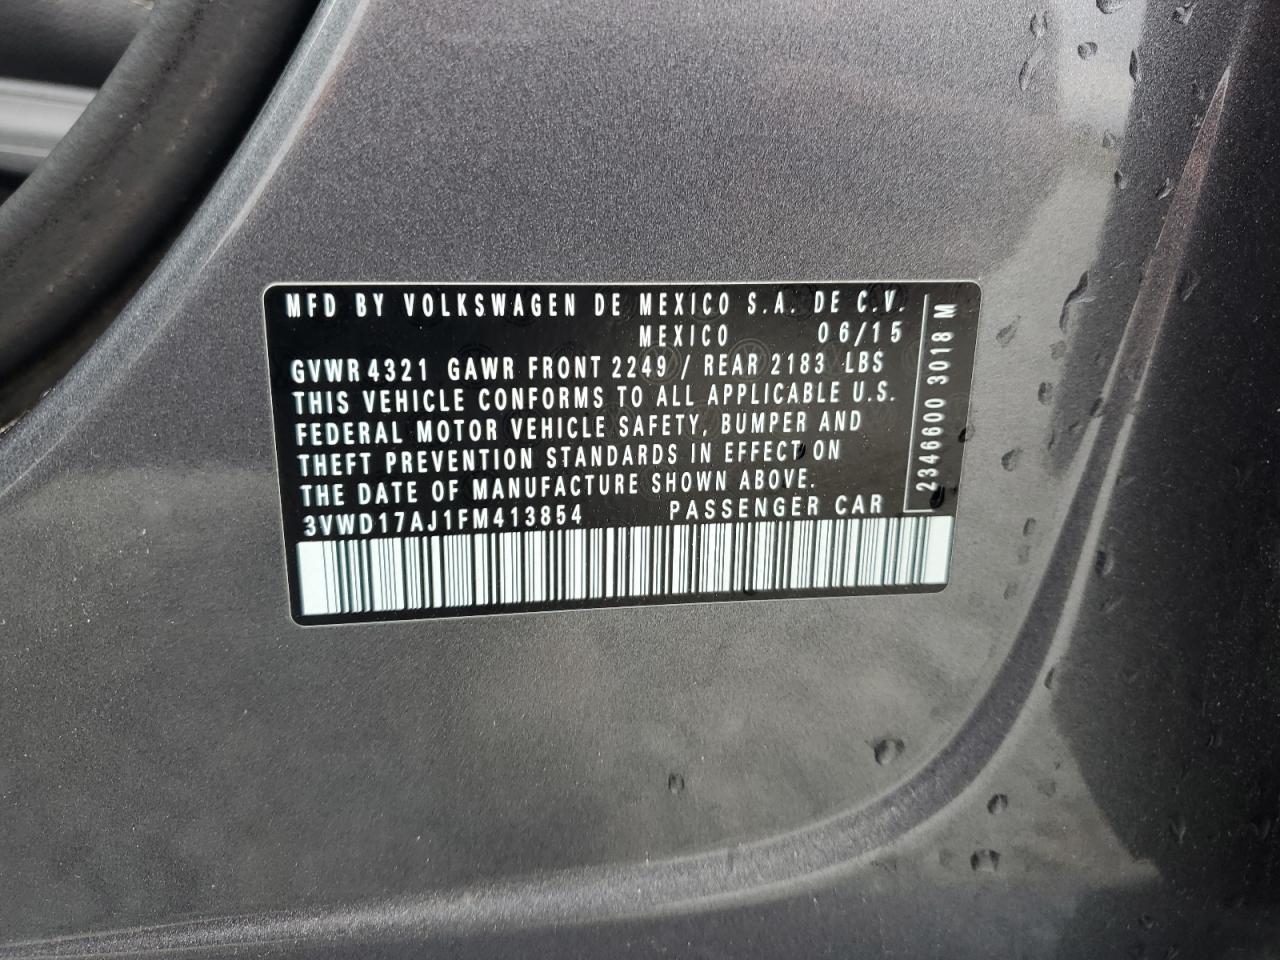 MFD BY VOLKSWAGEN DE MEXICO S.A. DE C.V.
MEXICO 06/15
GVWR 4321 GAWR FRONT 2249 / REAR 2183 LBS
THIS VEHICLE CONFORMS TO ALL APPLICABLE U.S.
FEDERAL MOTOR VEHICLE SAFETY, BUMPER AND
THEFT PREVENTION STANDARDS IN EFFECT ON
THE DATE OF MANUFACTURE SHOWN ABOVE.
3VWD17AJ1FM413854 PASSENGER CAR
2346600 3018 M